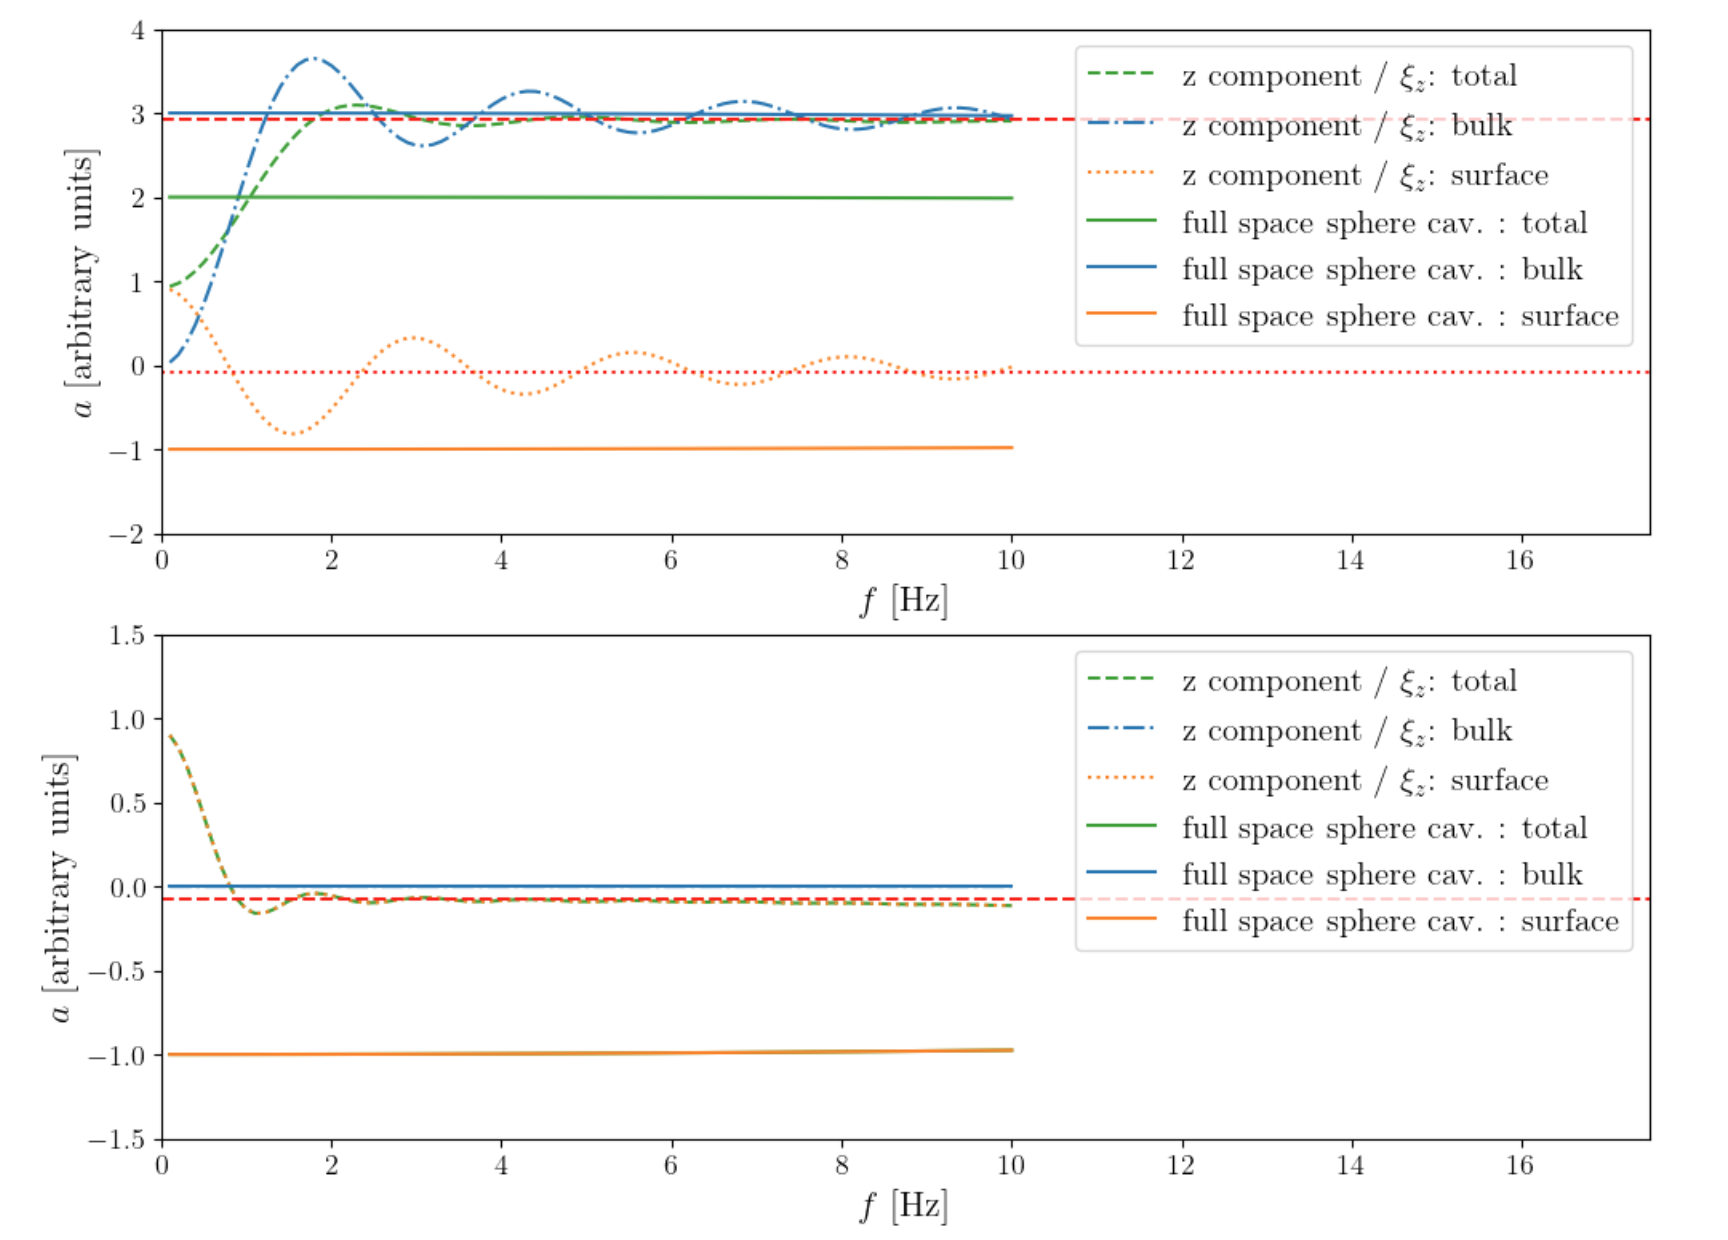 4
3
2
1
0
−1
−2
a [arbitrary units]
0 2 4 6 8 10 12 14 16
f [Hz]
z component / ξz: total
z component / ξz: bulk
z component / ξz: surface
full space sphere cav. : total
full space sphere cav. : bulk
full space sphere cav. : surface
1.5
1.0
0.5
0.0
−0.5
−1.0
−1.5
a [arbitrary units]
0 2 4 6 8 10 12 14 16
f [Hz]
z component / ξz: total
z component / ξz: bulk
z component / ξz: surface
full space sphere cav. : total
full space sphere cav. : bulk
full space sphere cav. : surface